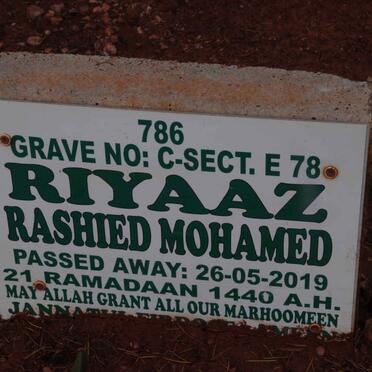 786
GRAVE NO: C-SECT. E 78
RIYAAZ
RASHIED MOHAMED
PASSED AWAY: 26-05-2019
21 RAMADAAN 1440 A.H.
MAY ALLAH GRANT ALL OUR MARHOOMEEN